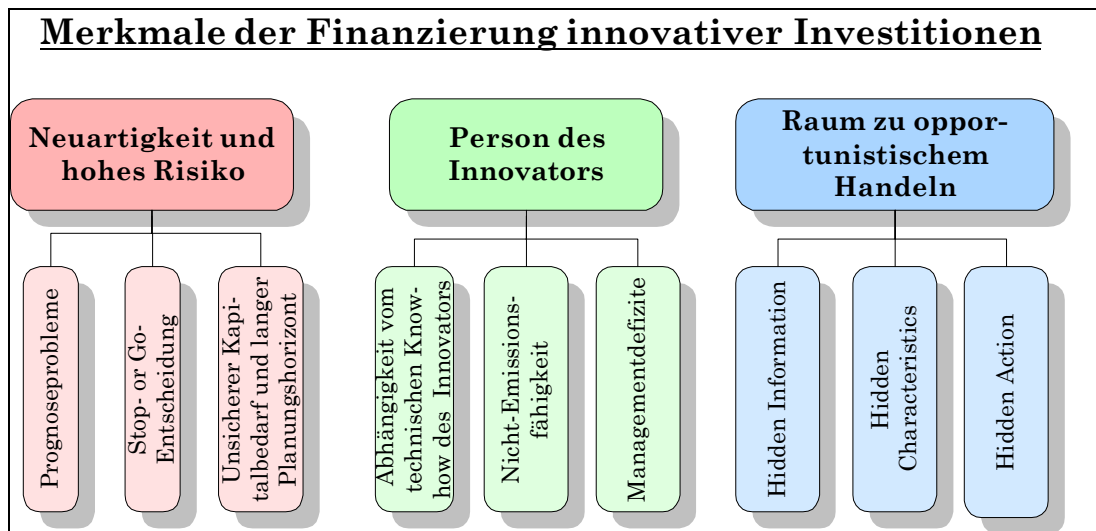 Merkmale der Finanzierung innovativer Investitionen
Neuartigkeit und
hohes Risiko
Person des
Innovators
Raum zu oppor-
tunistischem
Handeln
Prognoseprobleme
Stop- or Go-
Entscheidung
Unsicherer Kapi-
talbedarf und langer
Planungshorizont
Abhängigkeit vom
technischen Know-
how des Innovators
Nicht-Emissions-
fähigkeit
Managementdefizite
Hidden Information
Hidden
Characteristics
Hidden Action